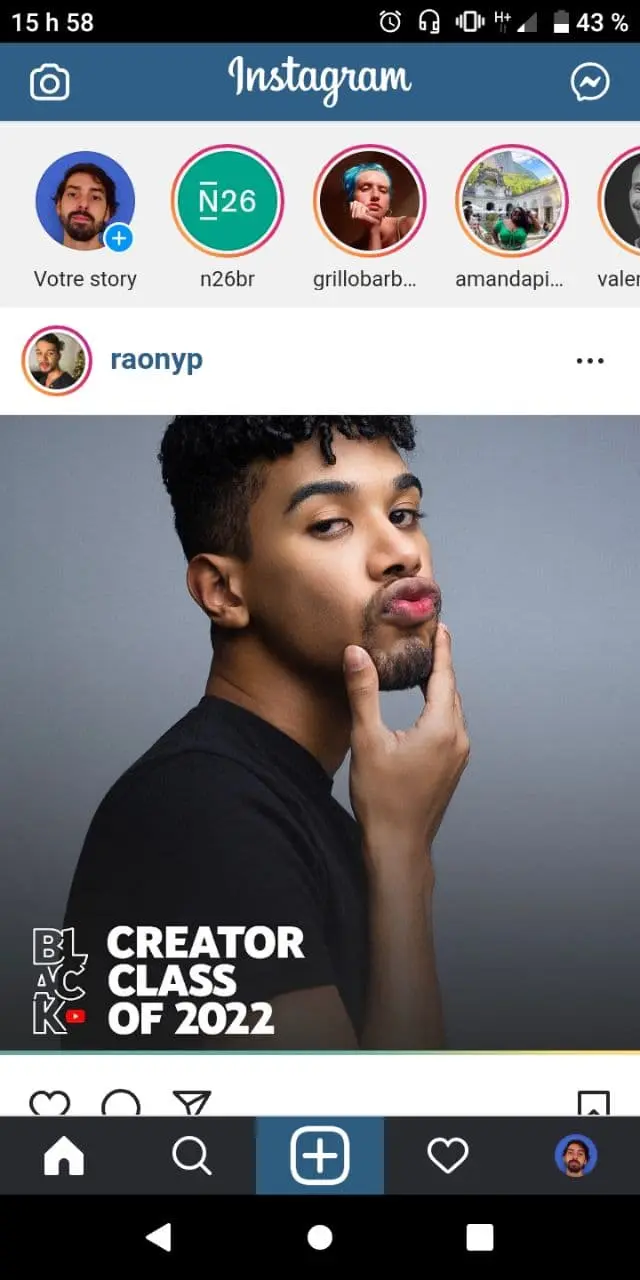 15 h 58
H+
43 %
Instagram
N26
Votre story
n26br
grillobarb...
amandapi...
valer
raonyp
BLACK
CREATOR
CLASS
OF 2022